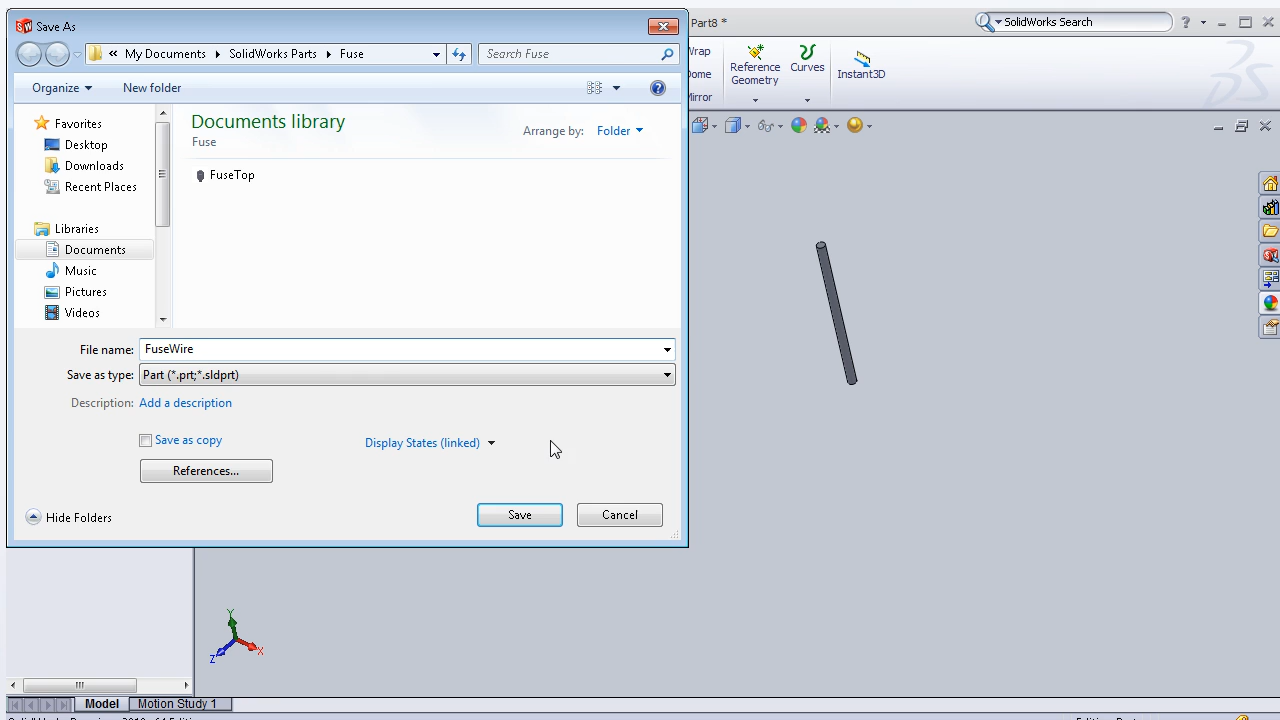 Save As
Part8 *
SolidWorks Search
?
« My Documents SolidWorks Parts Fuse
Search Fuse
Wrap
Dome
Mirror
Reference
Geometry
Curves
Instant3D
Organize
New folder
Favorites
Desktop
Downloads
Recent Places
Libraries
Documents
Music
Pictures
Videos
Documents library
Fuse
Arrange by: Folder
FuseTop
File name: FuseWire
Save as type: Part (*.prt;*.sldprt)
Description: Add a description
Save as copy
Display States (linked)
References...
Hide Folders
Save
Cancel
Y
Z
X
Model
Motion Study 1